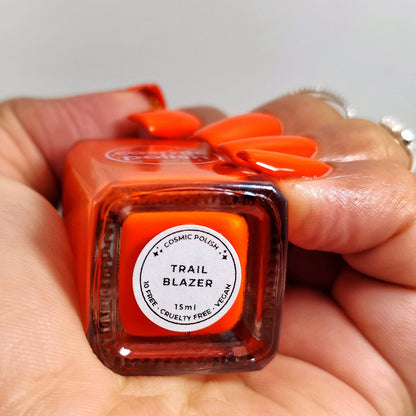 COSMIC POLISH
TRAIL
BLAZER
15ml
10 FREE · CRUELTY FREE · VEGAN